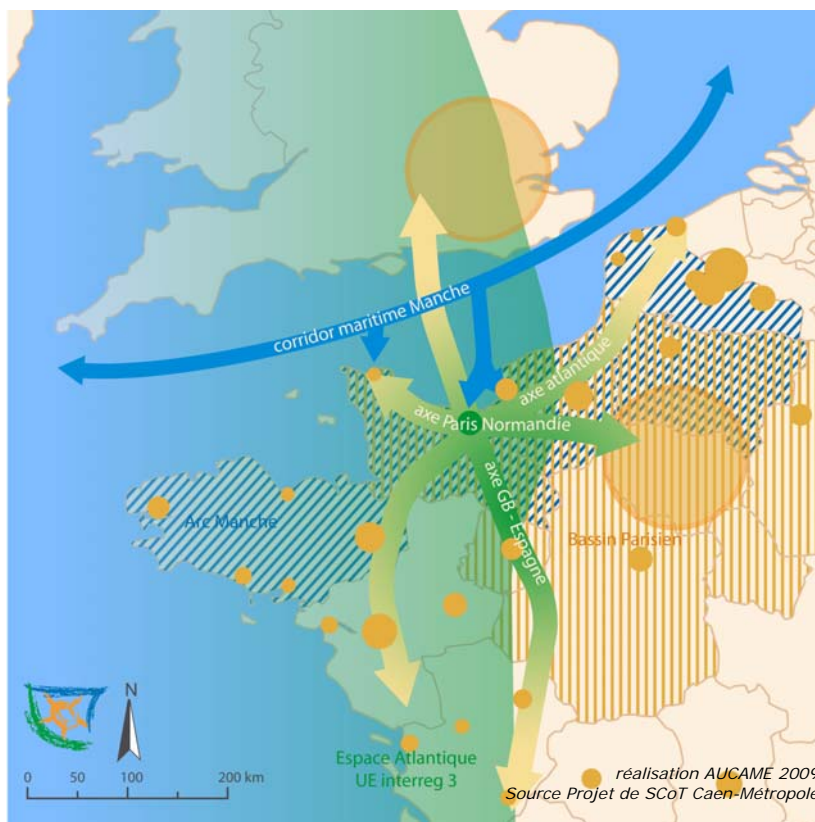 corridor maritime Manche
axe atlantique
axe Paris Normandie
axe GB - Espagne
Arc Manche
Bassin Parisien
N
0 50 100 200 km
Espace Atlantique
UE interreg 3
réalisation AUCAME 2009
Source Projet de SCoT Caen-Métropole